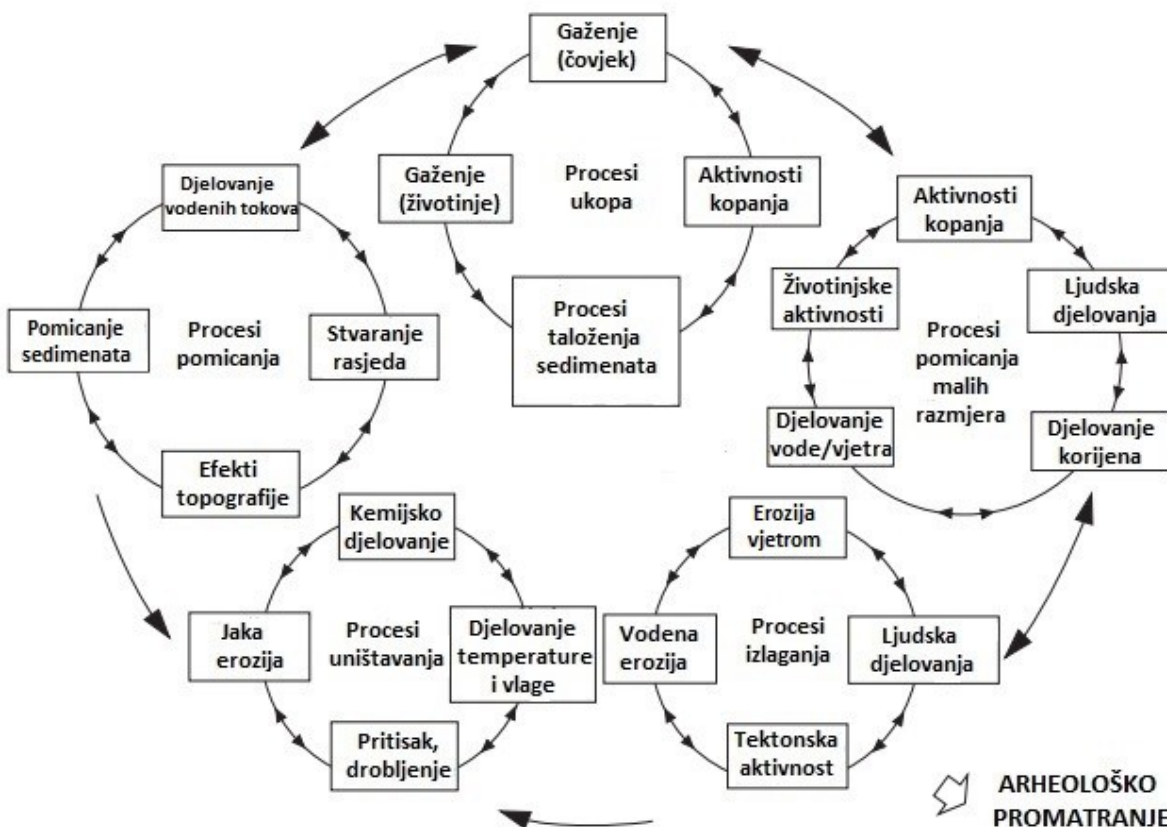 Gaženje
(čovjek)
Gaženje
(životinje)
Procesi
ukopa
Aktivnosti
kopanja
Procesi
taloženja
sedimenata
Djelovanje
vodenih tokova
Pomicanje
sedimenata
Procesi
pomicanja
Stvaranje
rasjeda
Efekti
topografije
Aktivnosti
kopanja
Životinjske
aktivnosti
Ljudska
djelovanja
Procesi
pomicanja
malih
razmjera
Djelovanje
vode/vjetra
Djelovanje
korijena
Kemijsko
djelovanje
Jaka
erozija
Procesi
uništavanja
Djelovanje
temperature
i vlage
Pritisak,
drobljenje
Erozija
vjetrom
Vodena
erozija
Procesi
izlaganja
Ljudska
djelovanja
Tektonska
aktivnost
ARHEOLOŠKO
PROMATRANJE